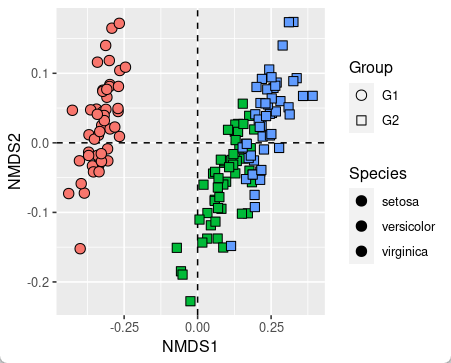 NMDS2
0.1
0.0
-0.1
-0.2
-0.25
0.00
0.25
NMDS1
Group
G1
G2
Species
setosa
versicolor
virginica